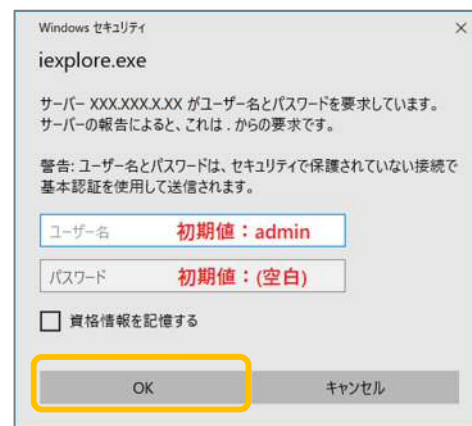 Windows セキュリティ
iexplore.exe
サーバー XXX.XXX.X.XX がユーザー名とパスワードを要求しています。
サーバーの報告によると、これは . からの要求です。
警告: ユーザー名とパスワードは、セキュリティで保護されていない接続で
基本認証を使用して送信されます。
ユーザー名 初期値：admin
パスワード 初期値：(空白)
資格情報を記憶する
OK キャンセル